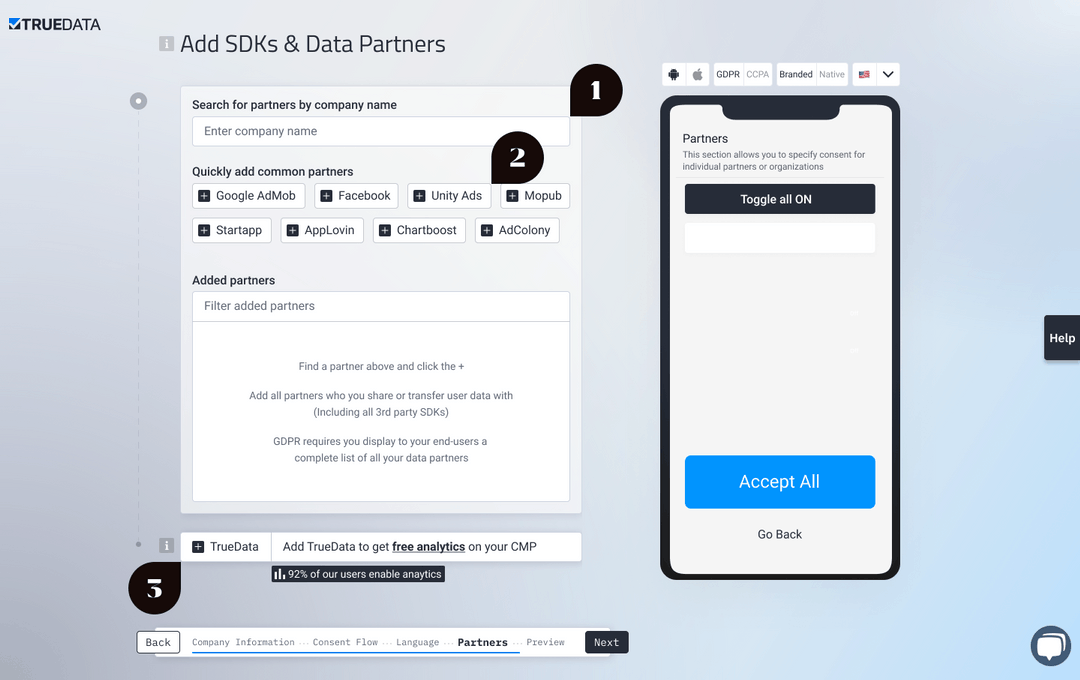 TRUEDATA
i Add SDKs & Data Partners
1
Search for partners by company name
Enter company name
2
Quickly add common partners
+ Google AdMob + Facebook + Unity Ads + Mopub
+ Startapp + AppLovin + Chartboost + AdColony
Added partners
Filter added partners
Find a partner above and click the +
Add all partners who you share or transfer user data with
(Including all 3rd party SDKs)
GDPR requires you display to your end-users a
complete list of all your data partners
i + TrueData Add TrueData to get free analytics on your CMP
92% of our users enable anaytics
3
Back Company Information ··· Consent Flow ··· Language ··· Partners ··· Preview Next
GDPR CCPA Branded Native
Partners
This section allows you to specify consent for
individual partners or organizations
Toggle all ON
Accept All
Go Back
Help